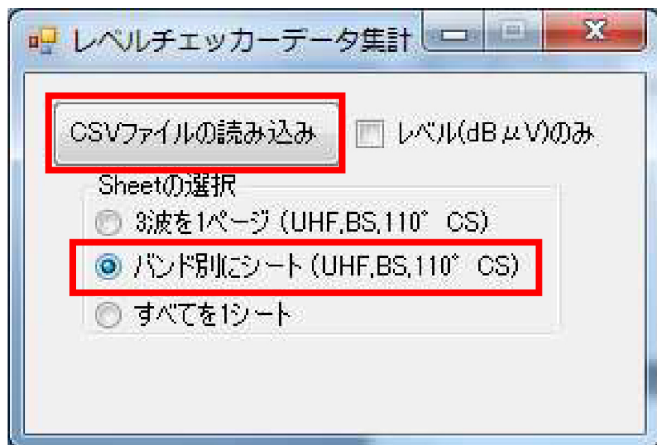 レベルチェッカーデータ集計
CSVファイルの読み込み
レベル(dBμV)のみ
Sheetの選択
3波を1ページ (UHF,BS,110° CS)
バンド別にシート (UHF,BS,110° CS)
すべてを1シート